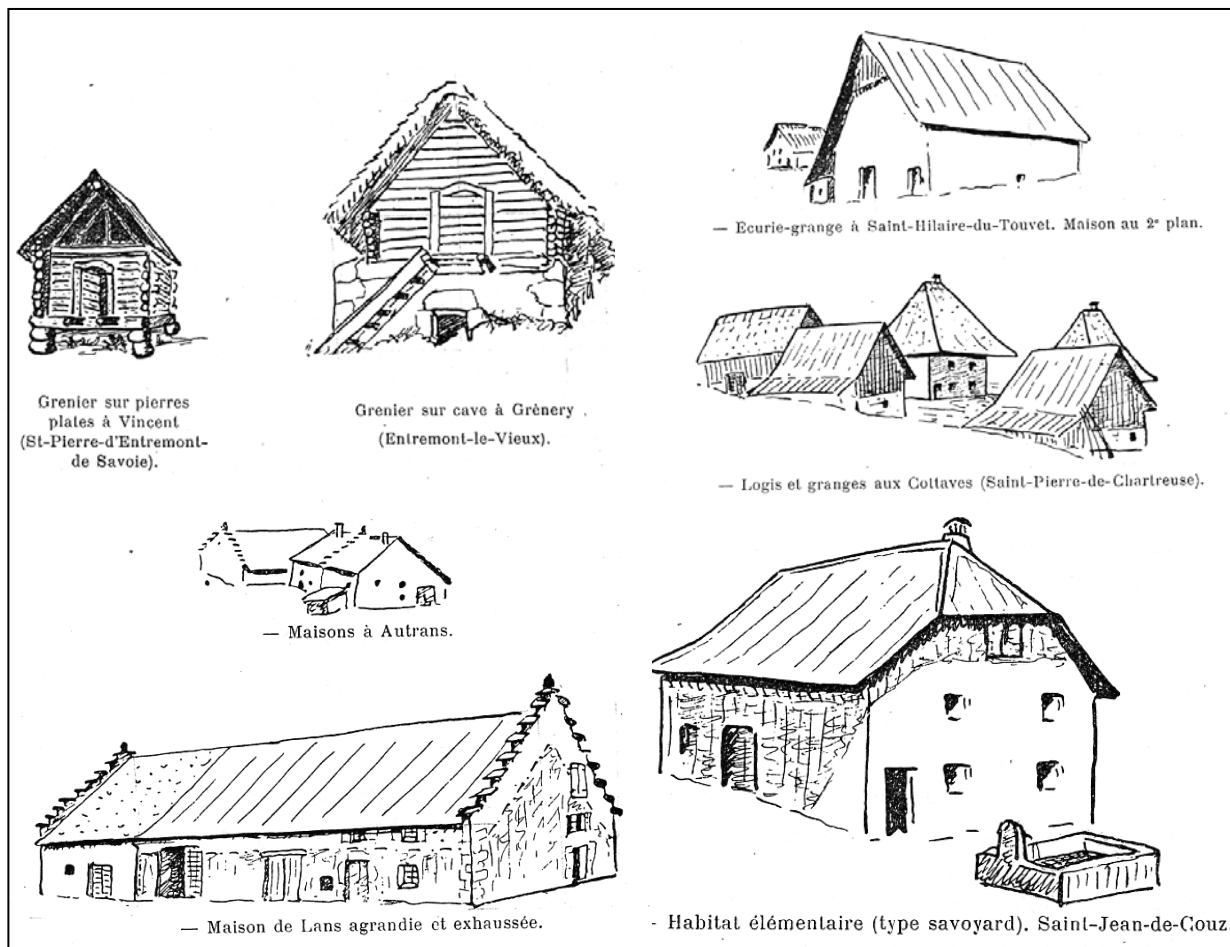 Grenier sur pierres
plates à Vincent
(St-Pierre-d'Entremont-
de Savoie).
Grenier sur cave à Grènery
(Entremont-le-Vieux).
— Ecurie-grange à Saint-Hilaire-du-Touvet. Maison au 2e plan.
— Logis et granges aux Cottaves (Saint-Pierre-de-Chartreuse).
— Maisons à Autrans.
— Maison de Lans agrandie et exhaussée.
- Habitat élémentaire (type savoyard). Saint-Jean-de-Couz